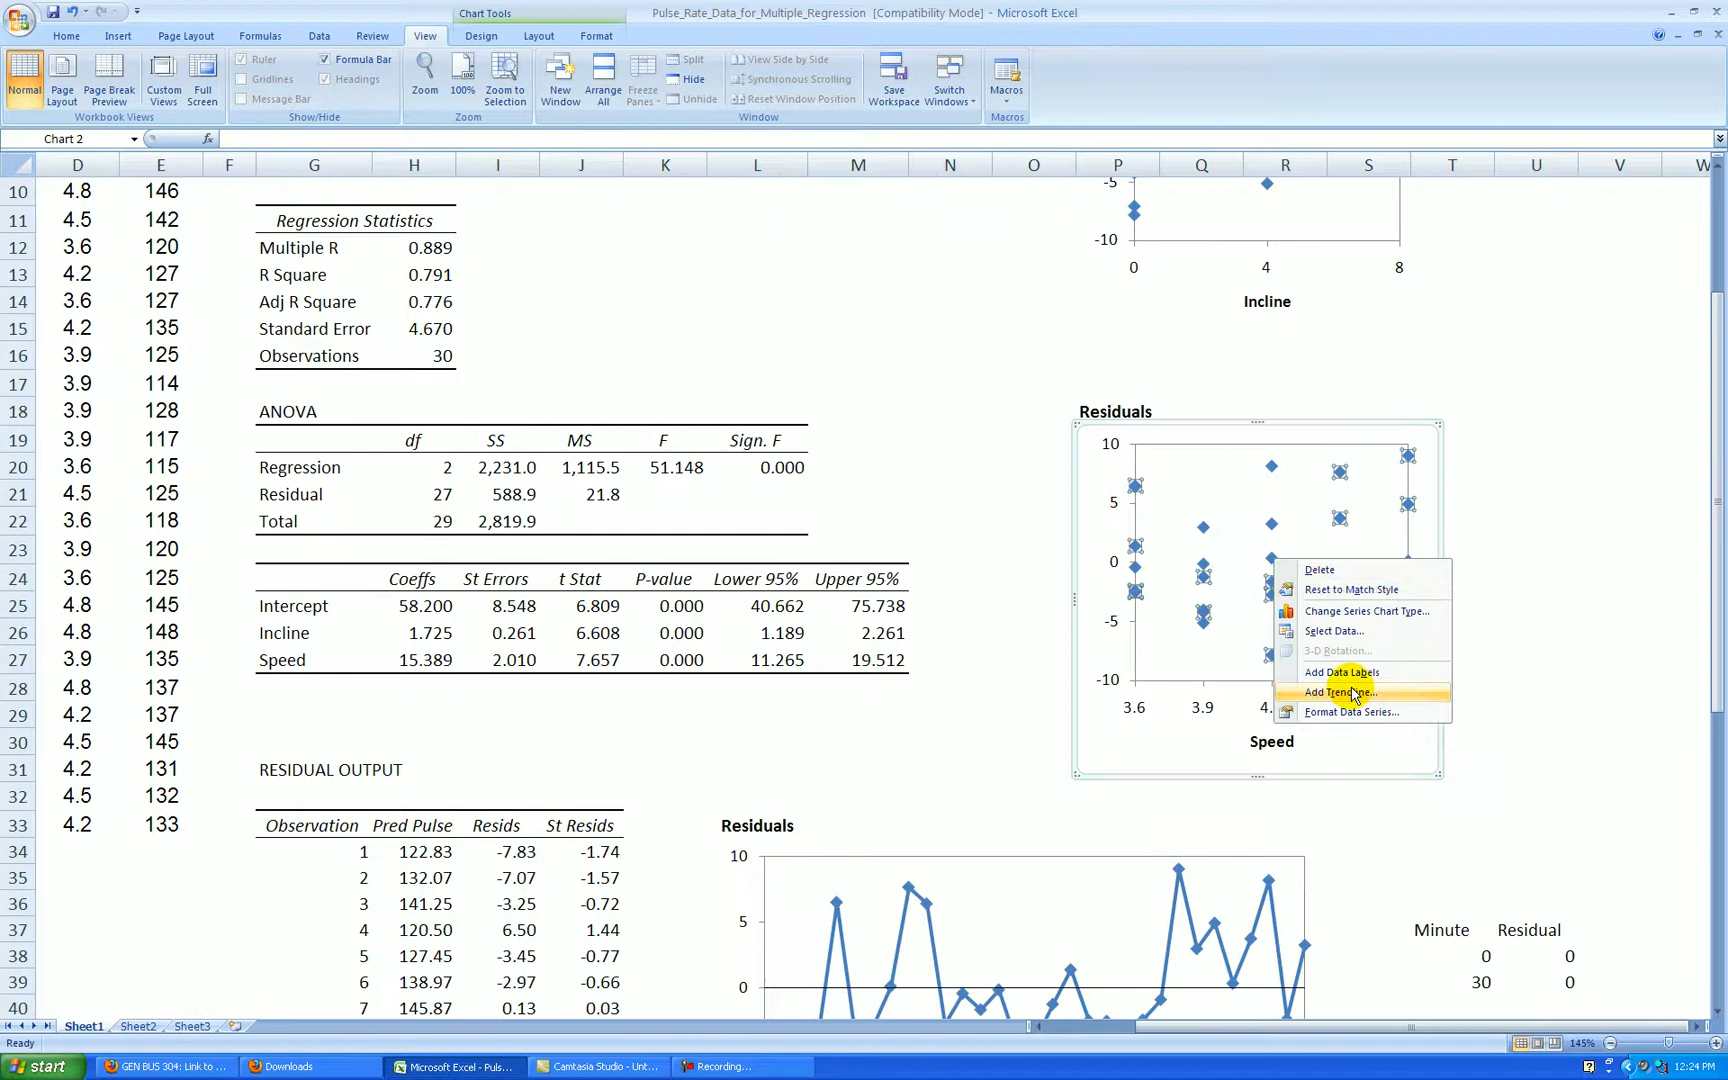 Chart Tools
Pulse_Rate_Data_for_Multiple_Regression [Compatibility Mode] - Microsoft Excel
Home Insert Page Layout Formulas Data Review View Design Layout Format
Normal Page Layout Page Break Preview Custom Views Full Screen
Workbook Views
Ruler Formula Bar
Gridlines Headings
Message Bar
Show/Hide
Zoom 100% Zoom to Selection
Zoom
New Window Arrange All Freeze Panes
Split View Side by Side
Hide Synchronous Scrolling
Unhide Reset Window Position
Save Workspace Switch Windows
Window
Macros
Macros
Chart 2 fx
D E F G H I J K L M N O P Q R S T U V W
10 4.8 146
11 4.5 142 Regression Statistics
12 3.6 120 Multiple R 0.889
13 4.2 127 R Square 0.791
14 3.6 127 Adj R Square 0.776
15 4.2 135 Standard Error 4.670
16 3.9 125 Observations 30
17 3.9 114
18 3.9 128 ANOVA
19 3.9 117 df SS MS F Sign. F
20 3.6 115 Regression 2 2,231.0 1,115.5 51.148 0.000
21 4.5 125 Residual 27 588.9 21.8
22 3.6 118 Total 29 2,819.9
23 3.9 120
24 3.6 125 Coeffs St Errors t Stat P-value Lower 95% Upper 95%
25 4.8 145 Intercept 58.200 8.548 6.809 0.000 40.662 75.738
26 4.8 148 Incline 1.725 0.261 6.608 0.000 1.189 2.261
27 3.9 135 Speed 15.389 2.010 7.657 0.000 11.265 19.512
28 4.8 137
29 4.2 137
30 4.5 145
31 4.2 131 RESIDUAL OUTPUT
32 4.5 132
33 4.2 133 Observation Pred Pulse Resids St Resids
34 1 122.83 -7.83 -1.74
35 2 132.07 -7.07 -1.57
36 3 141.25 -3.25 -0.72
37 4 120.50 6.50 1.44
38 5 127.45 -3.45 -0.77
39 6 138.97 -2.97 -0.66
40 7 145.87 0.13 0.03
-5
-10
0 4 8
Incline
Residuals
10
5
0
-5
-10
3.6 3.9 4.
Speed
Delete
Reset to Match Style
Change Series Chart Type...
Select Data...
3-D Rotation...
Add Data Labels
Add Trendline...
Format Data Series...
Residuals
10
5
0
Minute Residual
0 0
30 0
Sheet1 Sheet2 Sheet3
Ready 145%
start GEN BUS 304: Link to ... Downloads Microsoft Excel - Puls... Camtasia Studio - Unt... Recording... 12:24 PM